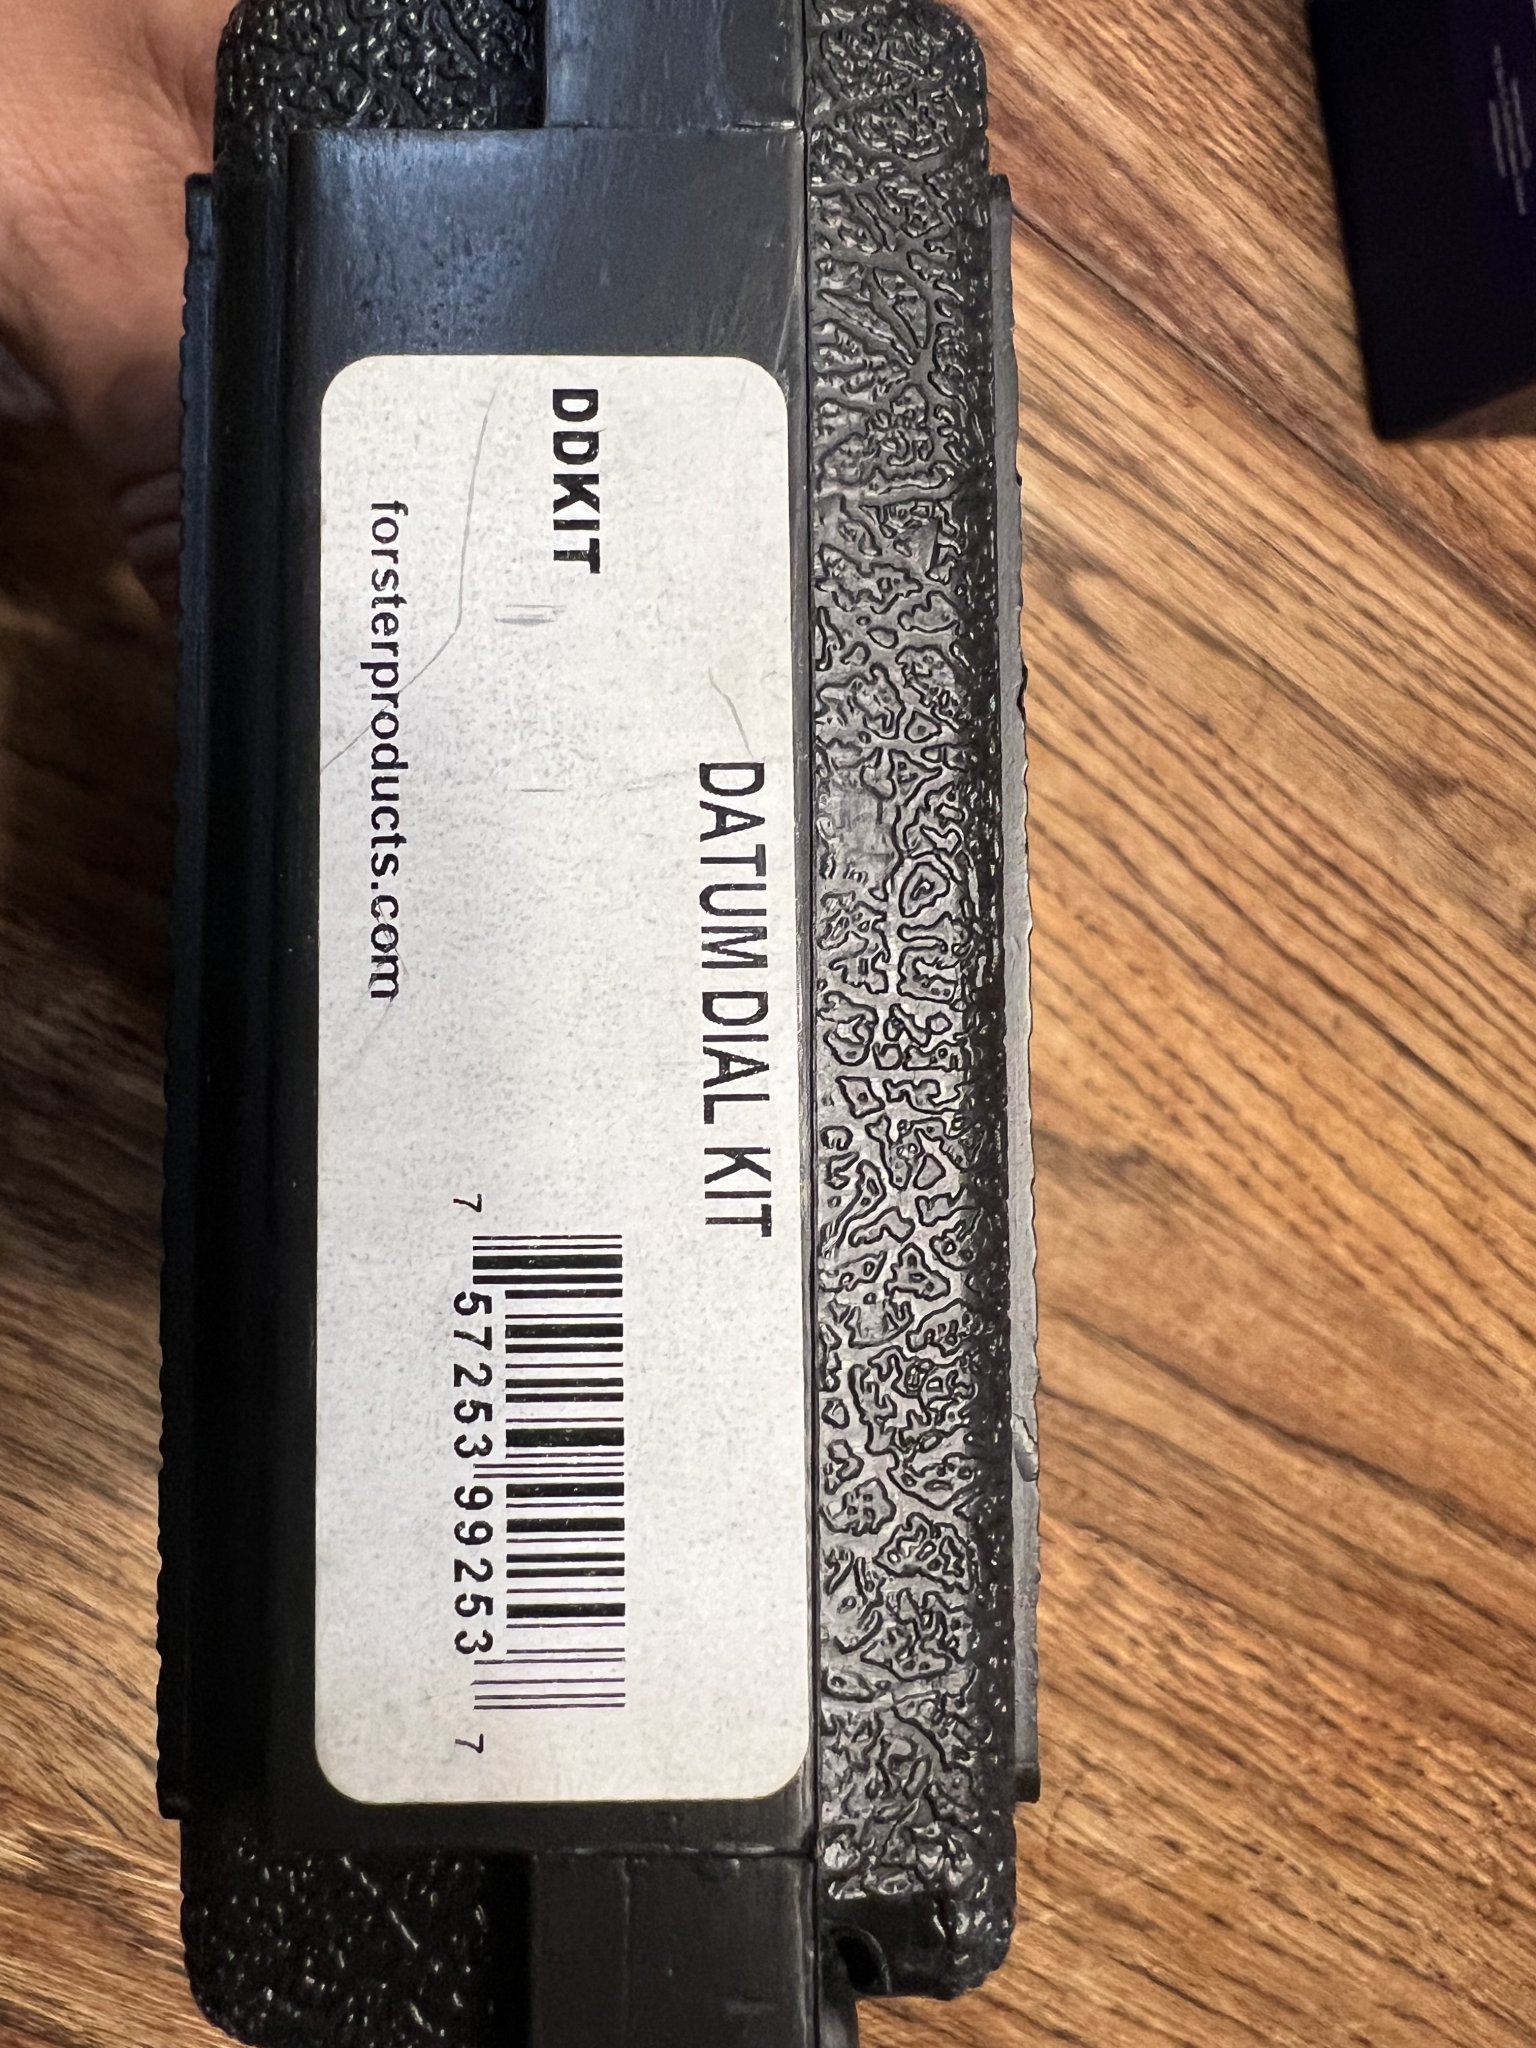 DATUM DIAL KIT
DDKIT
7 57253 99253 7
forsterproducts.com